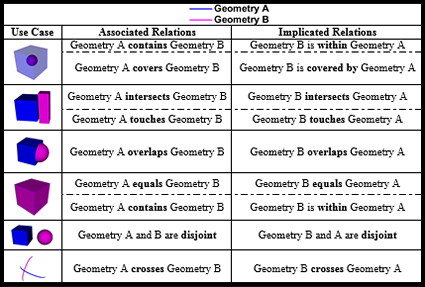 Geometry A
Geometry B
Use Case Associated Relations Implicated Relations
Geometry A contains Geometry B Geometry B is within Geometry A
Geometry A covers Geometry B Geometry B is covered by Geometry A
Geometry A intersects Geometry B Geometry B intersects Geometry A
Geometry A touches Geometry B Geometry B touches Geometry A
Geometry A overlaps Geometry B Geometry B overlaps Geometry A
Geometry A equals Geometry B Geometry B equals Geometry A
Geometry A contains Geometry B Geometry B is within Geometry A
Geometry A and B are disjoint Geometry B and A are disjoint
Geometry A crosses Geometry B Geometry B crosses Geometry A